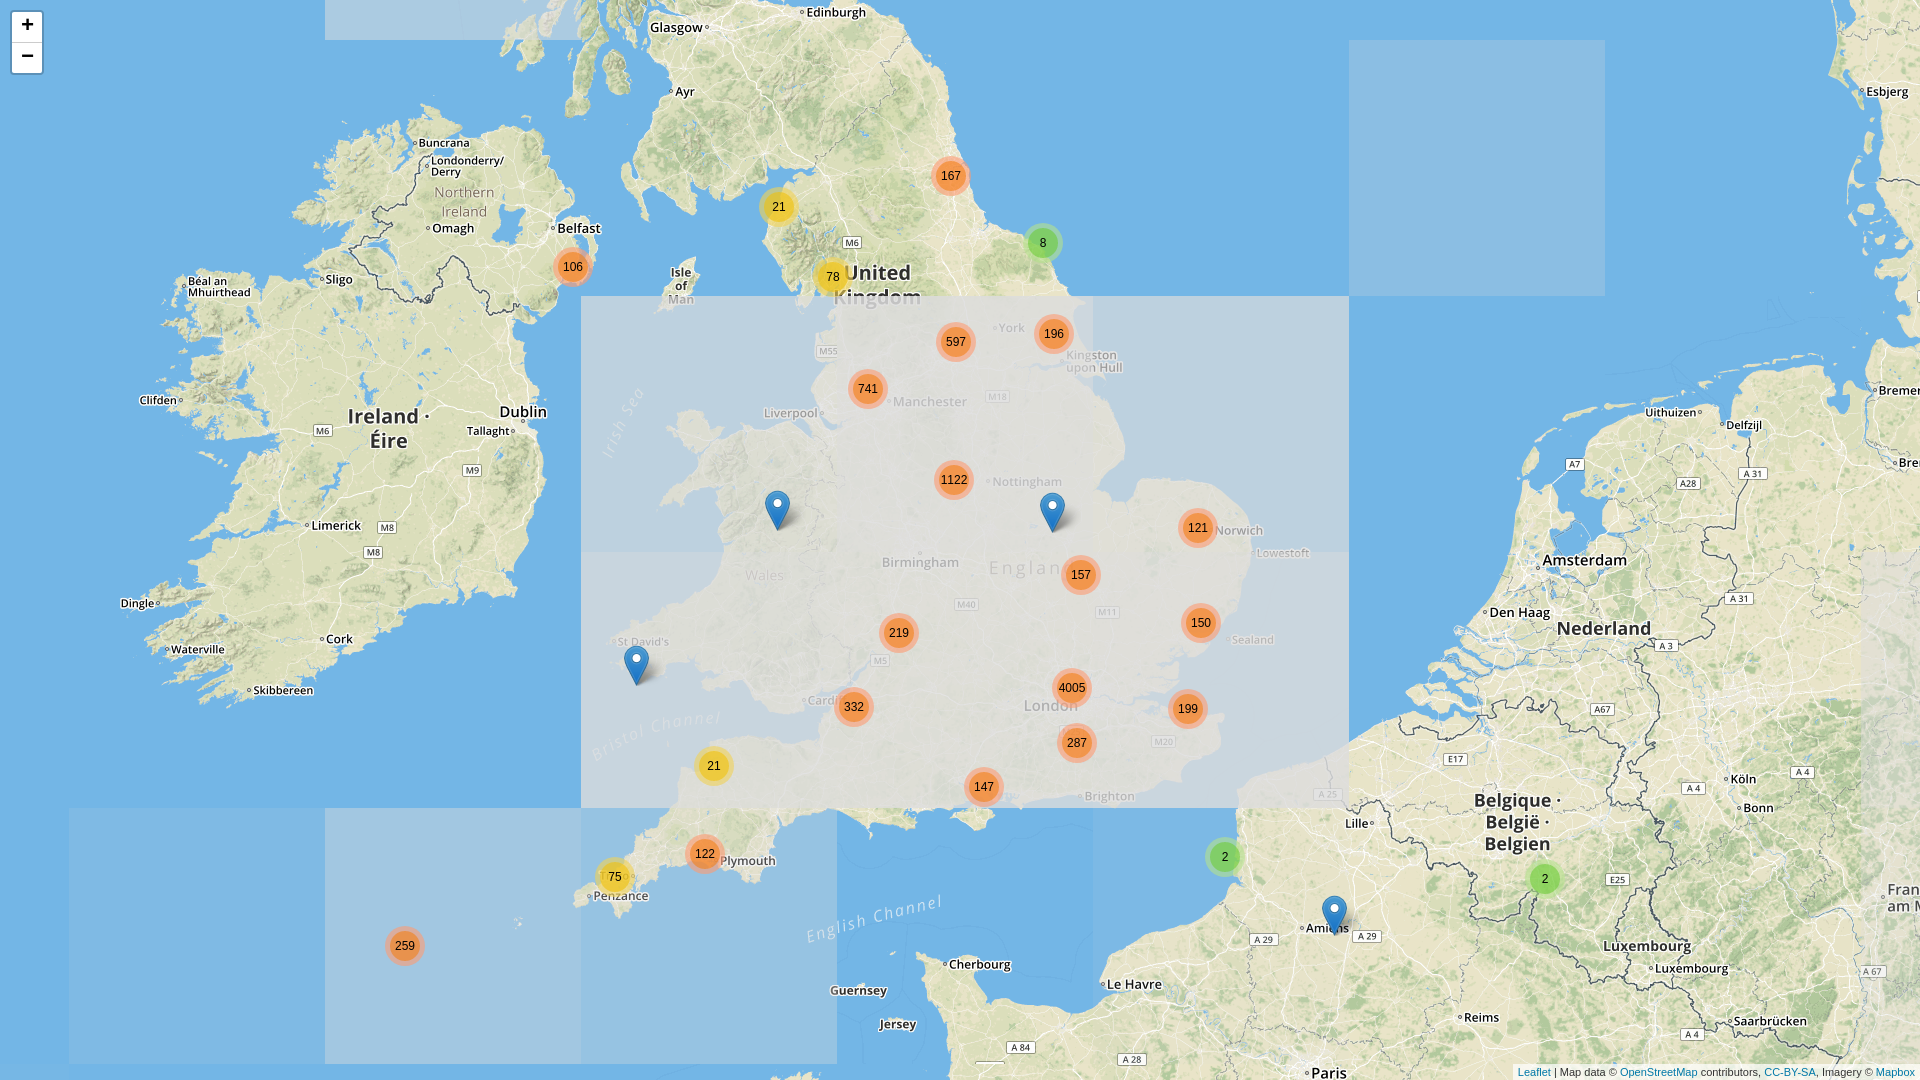 +
−
Edinburgh
Glasgow
Ayr
Esbjerg
Buncrana
Londonderry/
Derry
Northern
Ireland
Omagh
Belfast
167
21
8
M6
106
78
United
Kingdom
Isle
of
Man
Sligo
Béal an
Mhuirthead
196
York
597
M55
Kingston
upon Hull
741
Manchester
M18
Liverpool
Irish Sea
Clifden
Dublin
Ireland ·
Éire
M6
Tallaght
M9
Bremer
Uithuizen
Delfzijl
A7
A 31
A28
Bre
1122
Nottingham
Limerick
M8
M8
121
Norwich
Lowestoft
Birmingham
Englan
157
Wales
Amsterdam
Dingle
M40
M11
A 31
Den Haag
150
Nederland
219
Cork
St David's
Sealand
A 3
Waterville
M5
Skibbereen
4005
Cardi
332
London
199
A67
Bristol Channel
287
M20
E17
21
147
Brighton
A 25
A 4
Köln
A 4
Bonn
Belgique ·
België ·
Belgien
Lille
122
Plymouth
2
75
Penzance
2
E25
Fran
am M
English Channel
259
Amiens
A 29
A 29
Luxembourg
Luxembourg
Cherbourg
A 67
Le Havre
Guernsey
Jersey
Reims
Saarbrücken
A 4
A 84
A 28
Paris
Leaflet | Map data © OpenStreetMap contributors, CC-BY-SA, Imagery © Mapbox